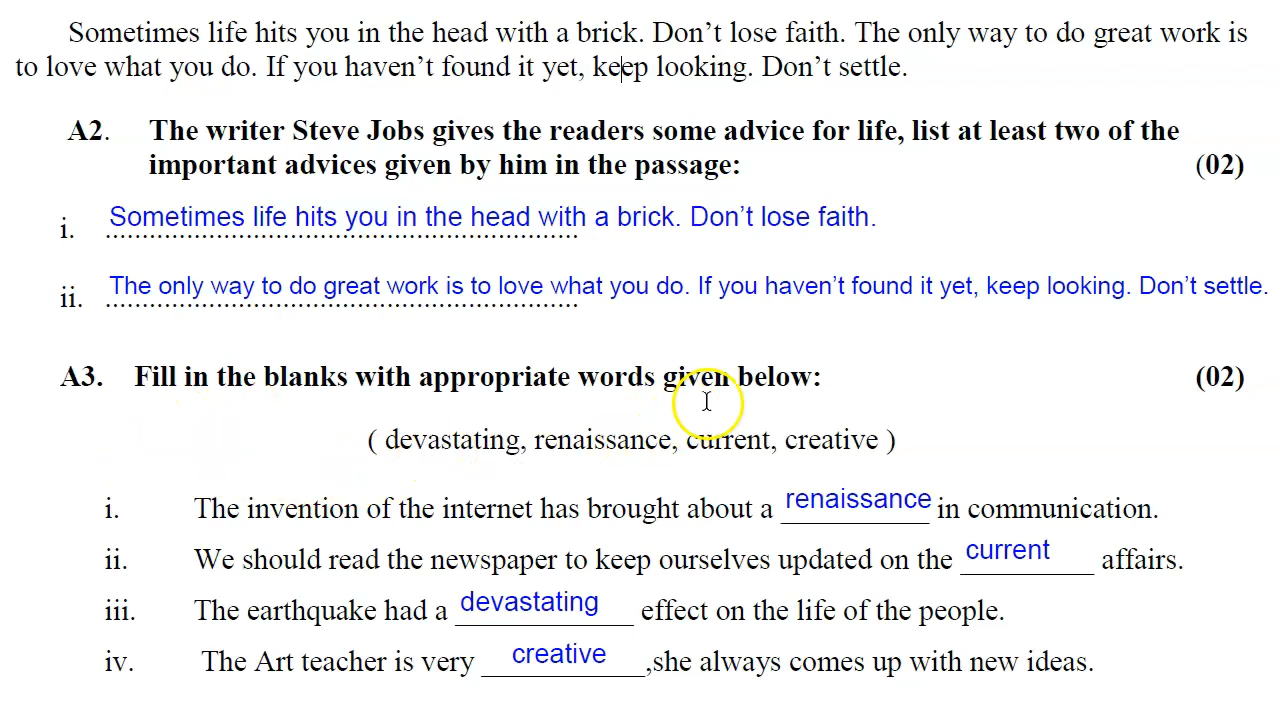 Sometimes life hits you in the head with a brick. Don’t lose faith. The only way to do great work is
to love what you do. If you haven’t found it yet, keep looking. Don’t settle.
A2. The writer Steve Jobs gives the readers some advice for life, list at least two of the
important advices given by him in the passage: (02)
i. Sometimes life hits you in the head with a brick. Don’t lose faith.
ii. The only way to do great work is to love what you do. If you haven’t found it yet, keep looking. Don’t settle.
A3. Fill in the blanks with appropriate words given below: (02)
( devastating, renaissance, current, creative )
i. The invention of the internet has brought about a renaissance in communication.
ii. We should read the newspaper to keep ourselves updated on the current affairs.
iii. The earthquake had a devastating effect on the life of the people.
iv. The Art teacher is very creative ,she always comes up with new ideas.